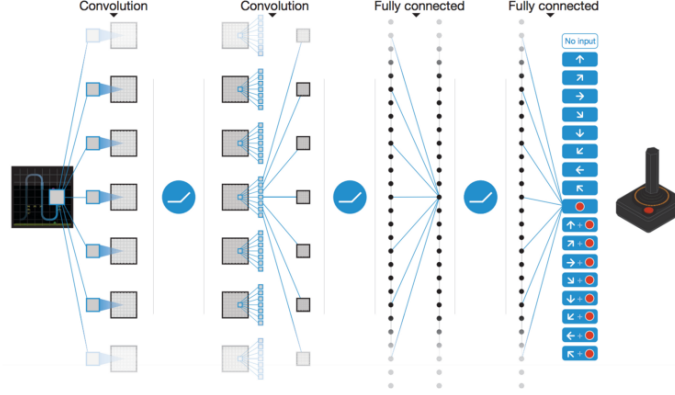 Convolution
Convolution
Fully connected
Fully connected
No input
+
+
+
+
+
+
+
+